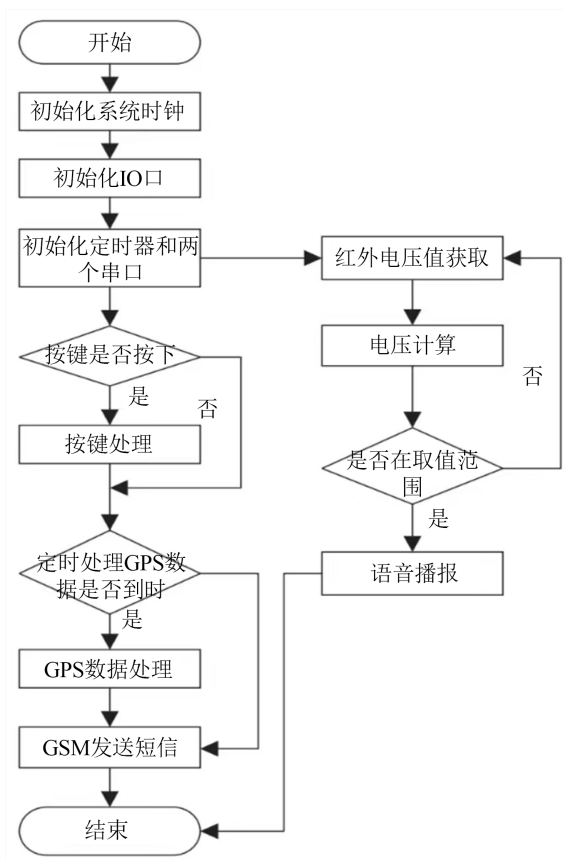 开始
初始化系统时钟
初始化IO口
初始化定时器和两
个串口
按键是否按下
是
否
按键处理
定时处理GPS数
据是否到时
是
GPS数据处理
GSM发送短信
结束
红外电压值获取
电压计算
否
是否在取值范
围
是
语音播报